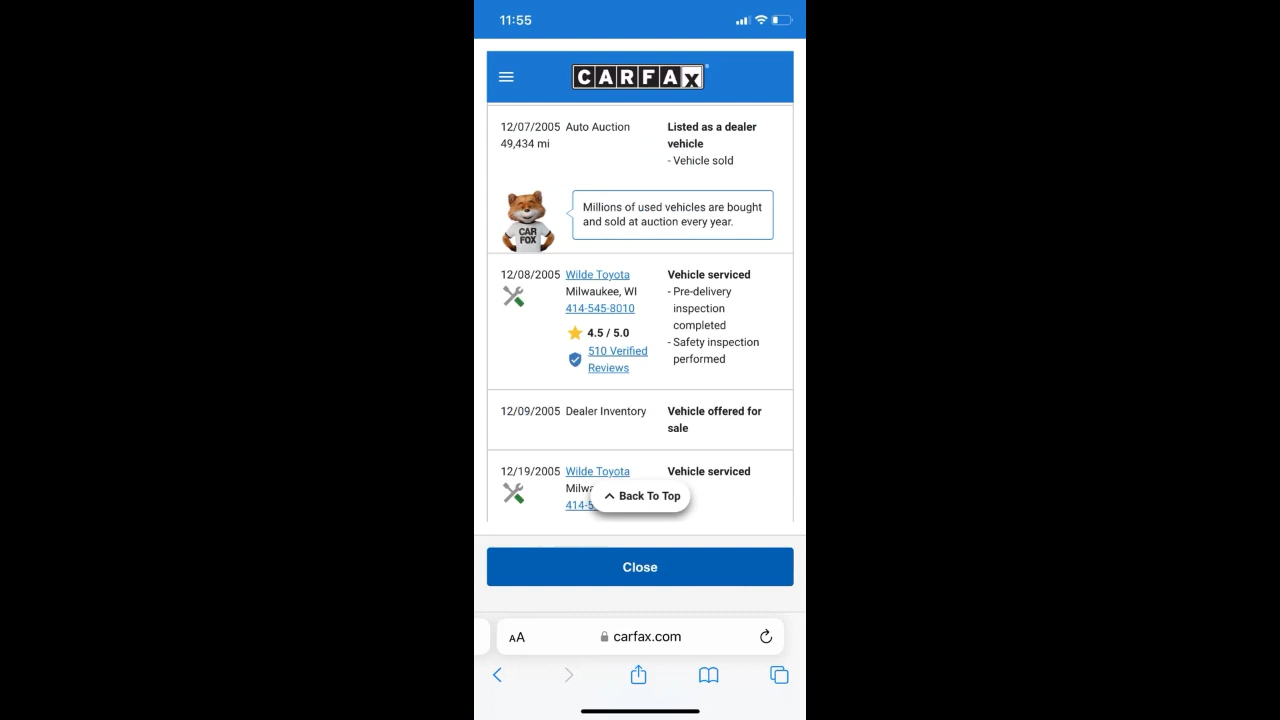 11:55
CARFAX
12/07/2005 Auto Auction Listed as a dealer
49,434 mi vehicle
- Vehicle sold
Millions of used vehicles are bought
and sold at auction every year.
CAR
FOX
12/08/2005 Wilde Toyota Vehicle serviced
Milwaukee, WI - Pre-delivery
414-545-8010 inspection
completed
4.5 / 5.0 - Safety inspection
510 Verified performed
Reviews
12/09/2005 Dealer Inventory Vehicle offered for
sale
12/19/2005 Wilde Toyota Vehicle serviced
Milwa
414-5
Back To Top
Close
AA carfax.com